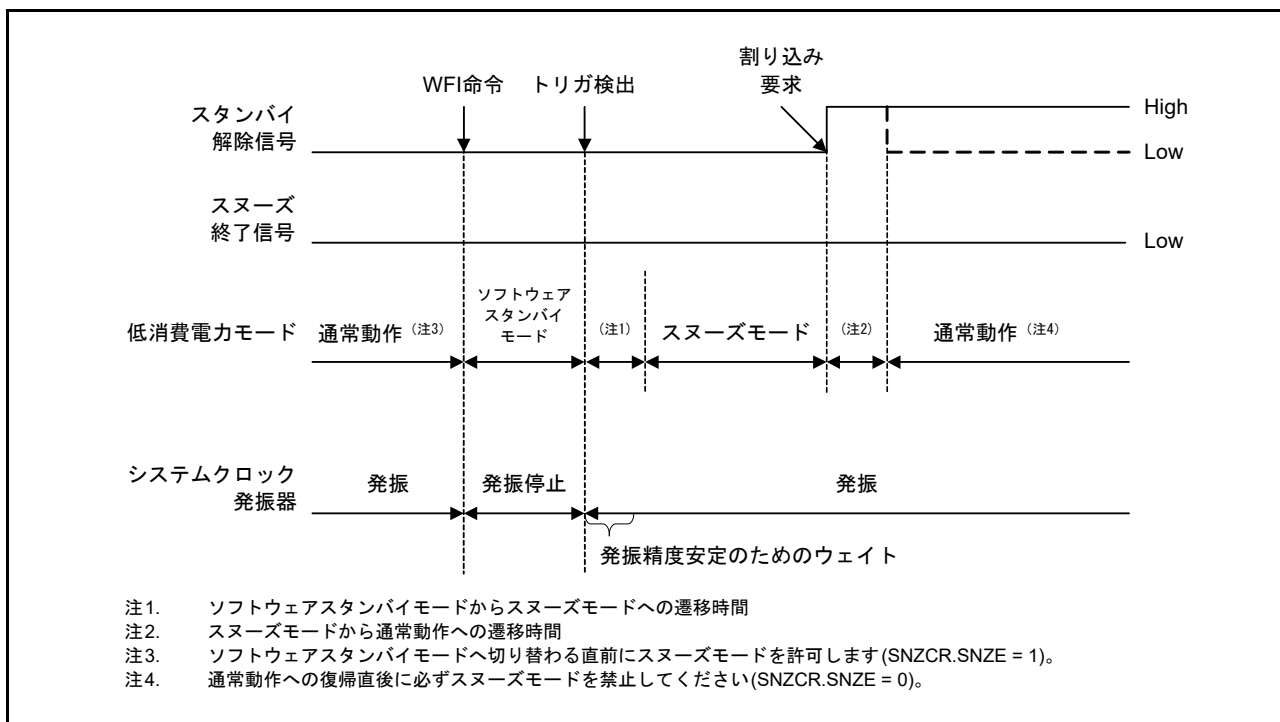 WFI命令
トリガ検出
割り込み
要求
スタンバイ
解除信号
High
Low
スヌーズ
終了信号
Low
低消費電力モード
通常動作(注3)
ソフトウェア
スタンバイ
モード
(注1)
スヌーズモード
(注2)
通常動作(注4)
システムクロック
発振器
発振
発振停止
発振
発振精度安定のためのウェイト
注1. ソフトウェアスタンバイモードからスヌーズモードへの遷移時間
注2. スヌーズモードから通常動作への遷移時間
注3. ソフトウェアスタンバイモードへ切り替わる直前にスヌーズモードを許可します(SNZCR.SNZE = 1)。
注4. 通常動作への復帰直後に必ずスヌーズモードを禁止してください(SNZCR.SNZE = 0)。